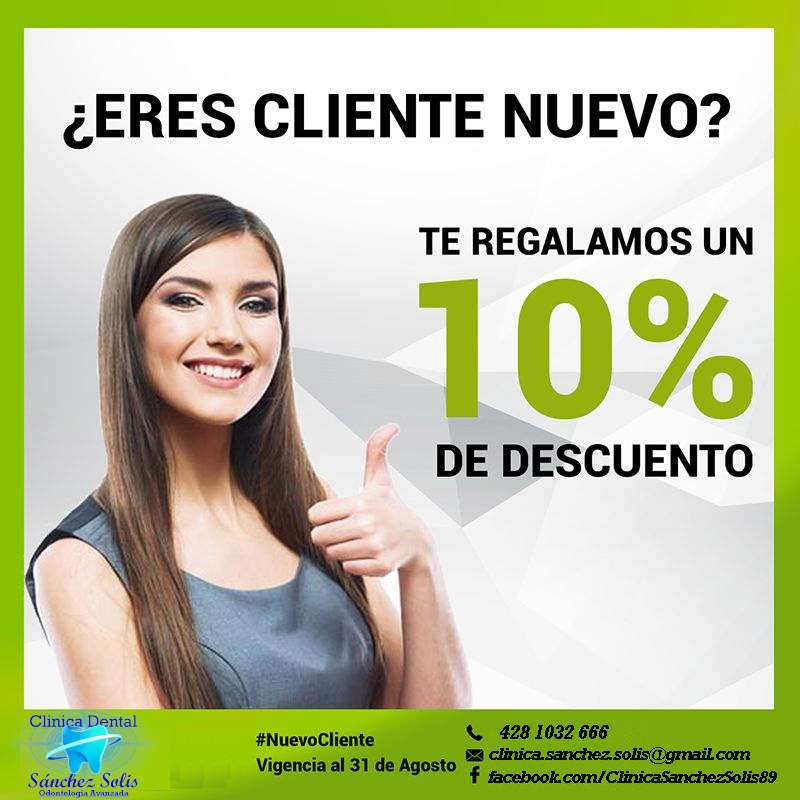 ¿ERES CLIENTE NUEVO?
TE REGALAMOS UN
10%
DE DESCUENTO
Clinica Dental
Sánchez Solis
Odontologia Avanzada
#NuevoCliente
Vigencia al 31 de Agosto
428 1032 666
clinica.sanchez.solis@gmail.com
facebook.com/ClinicaSanchezSolis89